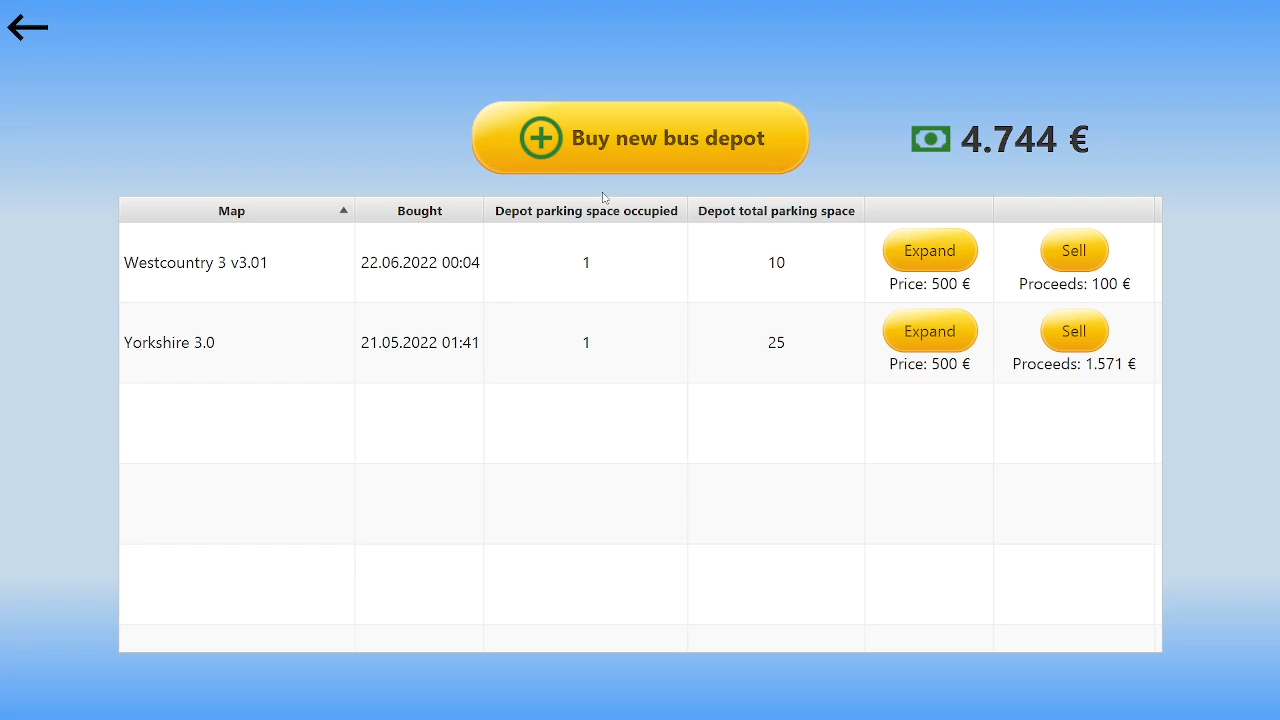 Buy new bus depot
4.744 €
Map Bought Depot parking space occupied Depot total parking space
Westcountry 3 v3.01 22.06.2022 00:04 1 10 Expand Sell
Price: 500 € Proceeds: 100 €
Yorkshire 3.0 21.05.2022 01:41 1 25 Expand Sell
Price: 500 € Proceeds: 1.571 €